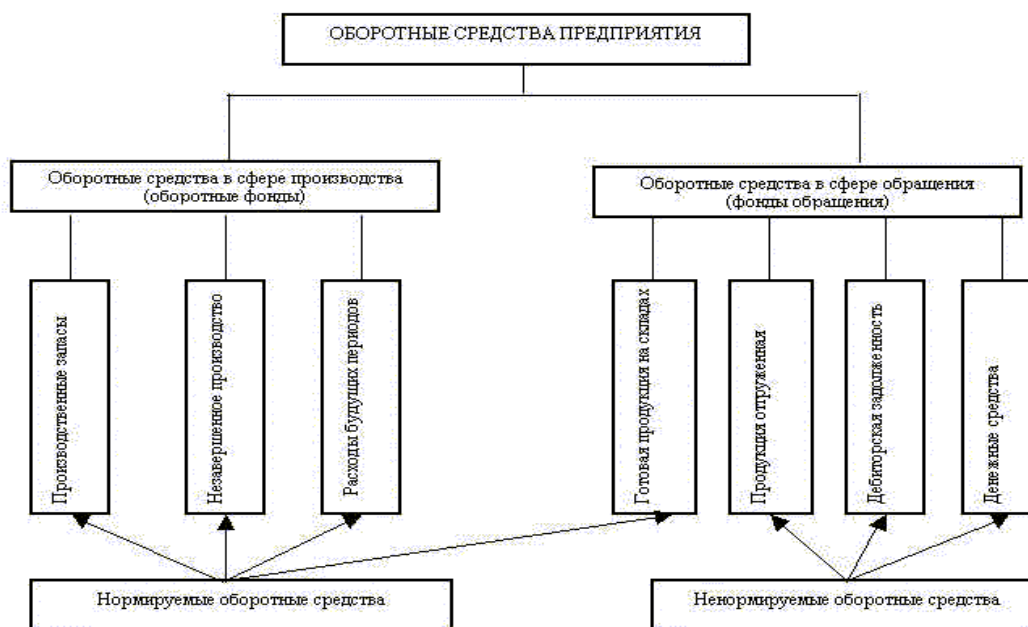 ОБОРОТНЫЕ СРЕДСТВА ПРЕДПРИЯТИЯ
Оборотные средства в сфере производства
(оборотные фонды)
Оборотные средства в сфере обращения
(фонды обращения)
Производственные запасы
Незавершенное производство
Расходы будущих периодов
Готовая продукция на складах
Продукция отгруженная
Дебиторская задолженность
Денежные средства
Нормируемые оборотные средства
Ненормируемые оборотные средства